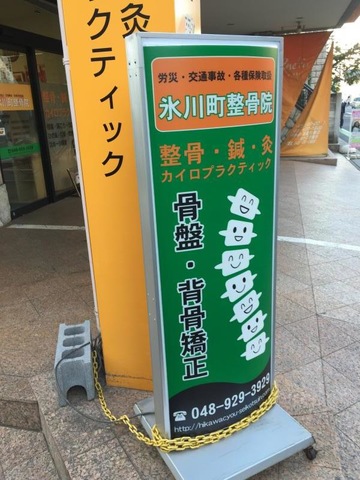 灸
クティック
労災・交通事故・各種保険取扱
氷川町整骨院
整骨・鍼・灸
カイロプラクティック
骨盤・背骨矯正
048-929-3929